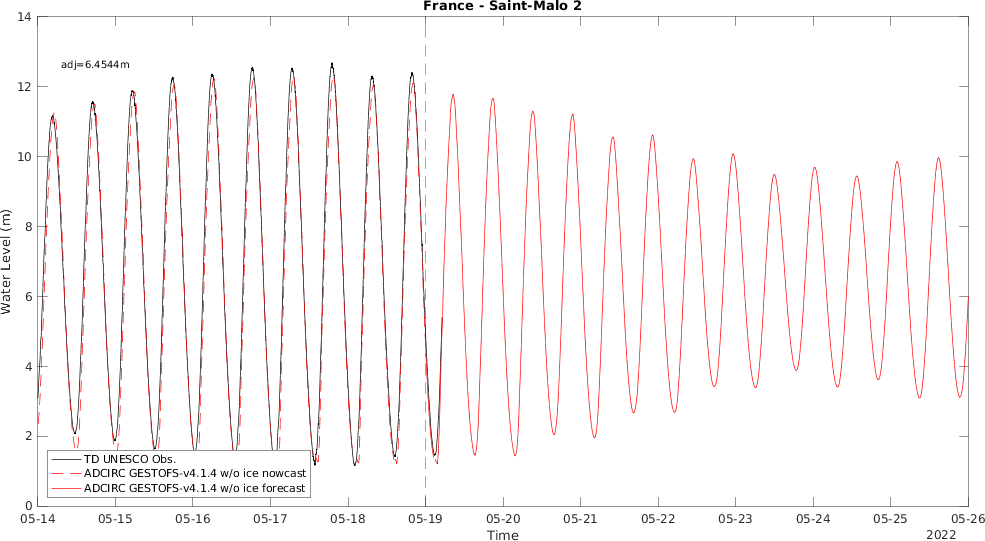 France - Saint-Malo 2
adj=6.4544m
14
12
10
8
6
4
2
0
Water Level (m)
TD UNESCO Obs.
ADCIRC GESTOFS-v4.1.4 w/o ice nowcast
ADCIRC GESTOFS-v4.1.4 w/o ice forecast
05-14 05-15 05-16 05-17 05-18 05-19 05-20 05-21 05-22 05-23 05-24 05-25 05-26
Time
2022